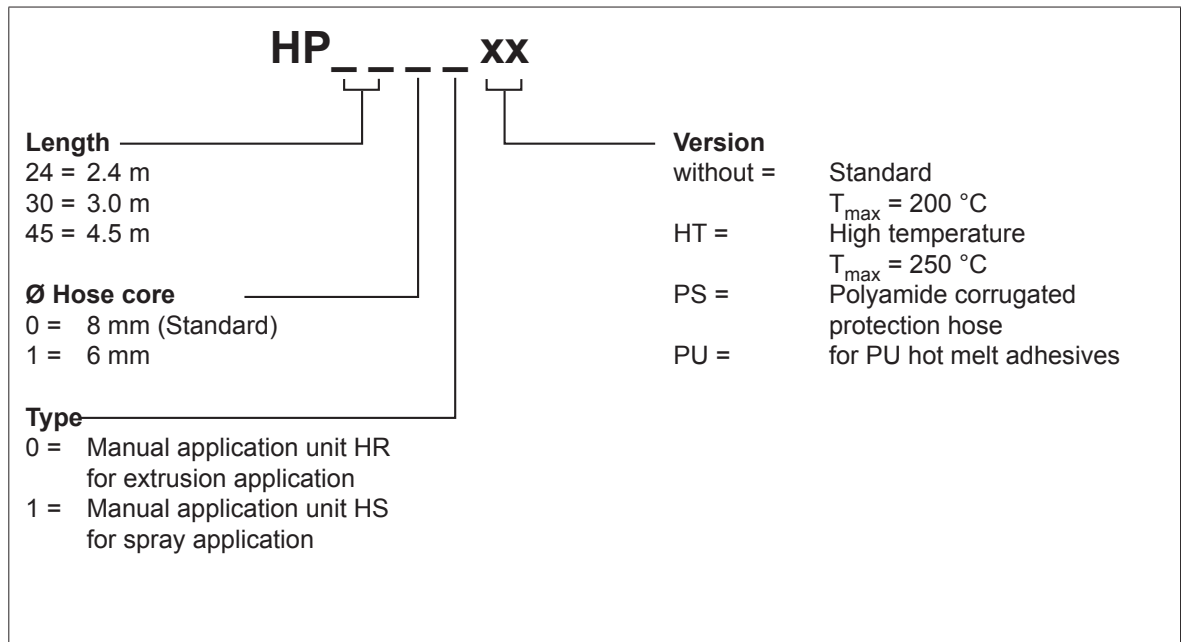 HP_ _ _ _ xx
Length
24 = 2.4 m
30 = 3.0 m
45 = 4.5 m
Ø Hose core
0 = 8 mm (Standard)
1 = 6 mm
Type
0 = Manual application unit HR
for extrusion application
1 = Manual application unit HS
for spray application
Version
without = Standard
Tmax = 200 °C
HT = High temperature
Tmax = 250 °C
PS = Polyamide corrugated
protection hose
PU = for PU hot melt adhesives